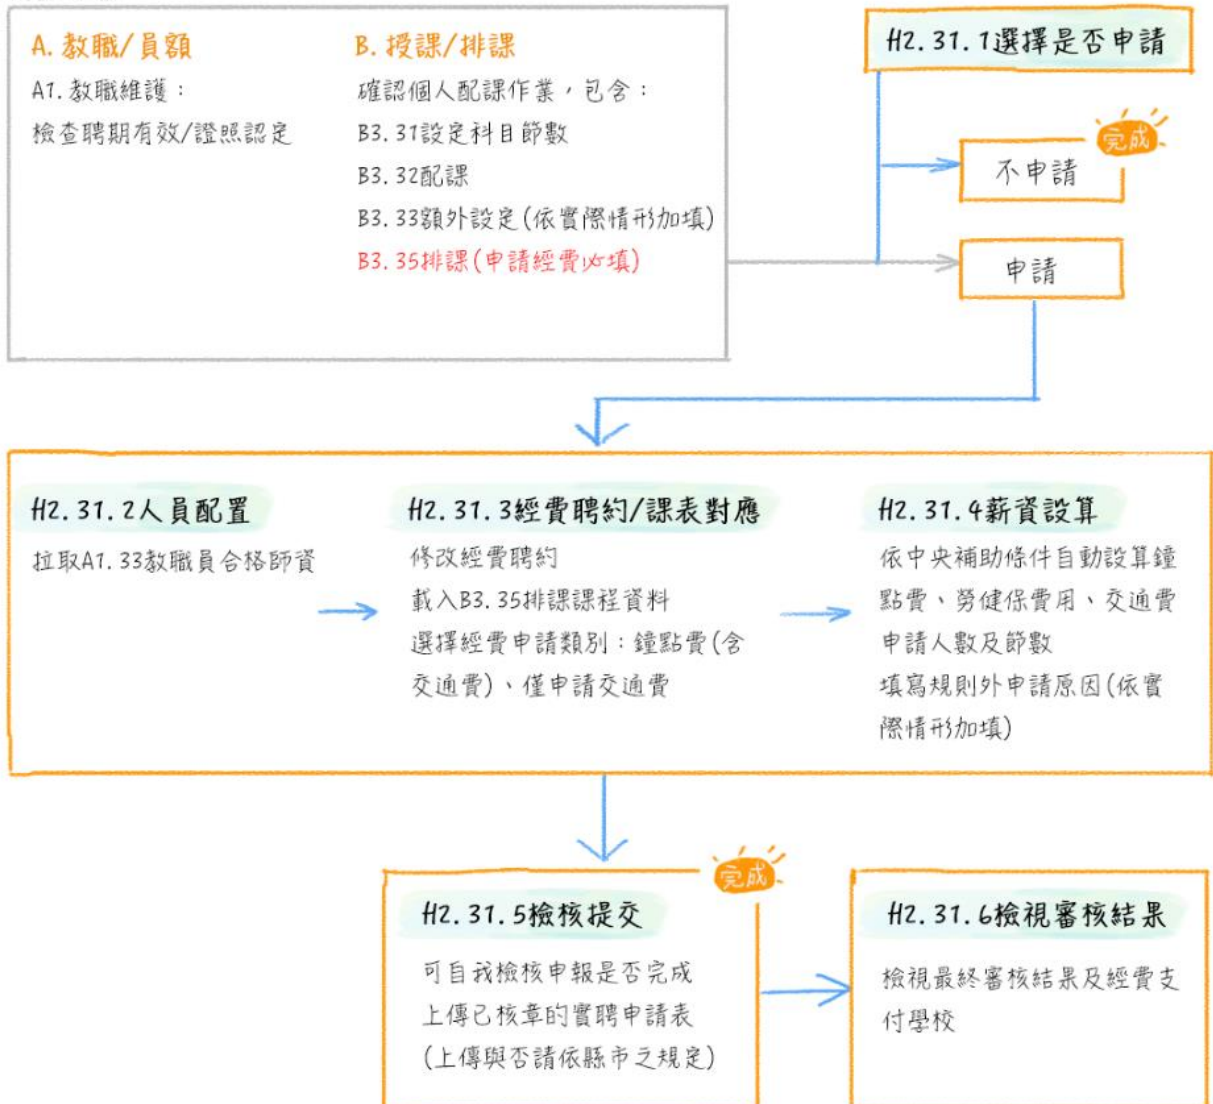 A. 教職/員額
A1. 教職維護：
檢查聘期有效/證照認定
B. 授課/排課
確認個人配課作業，包含：
B3.31設定科目節數
B3.32配課
B3.33額外設定(依實際情形加填)
B3.35排課(申請經費必填)
H2.31.1選擇是否申請
完成
不申請
申請
H2.31.2人員配置
拉取A1.33教職員合格師資
H2.31.3經費聘約/課表對應
修改經費聘約
載入B3.35排課課程資料
選擇經費申請類別：鐘點費(含
交通費)、僅申請交通費
H2.31.4薪資設算
依中央補助條件自動設算鐘
點費、勞健保費用、交通費
申請人數及節數
填寫規則外申請原因(依實
際情形加填)
完成
H2.31.5檢核提交
可自我檢核申報是否完成
上傳已核章的實聘申請表
(上傳與否請依縣市之規定)
H2.31.6檢視審核結果
檢視最終審核結果及經費支
付學校